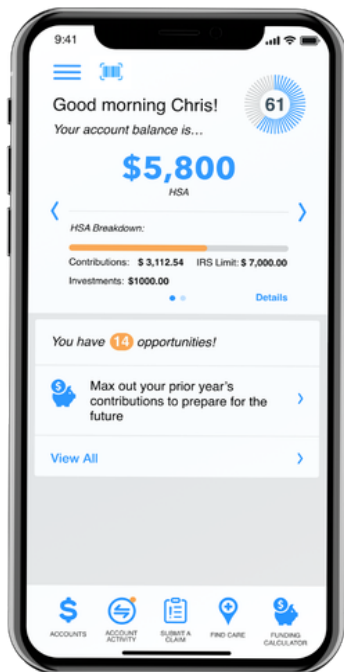 9:41
Good morning Chris!
61
Your account balance is...
$5,800
HSA
HSA Breakdown:
Contributions: $ 3,112.54 IRS Limit: $ 7,000.00
Investments: $1000.00
Details
You have 14 opportunities!
Max out your prior year's
contributions to prepare for the
future
View All
ACCOUNTS
ACCOUNT
ACTIVITY
SUBMIT A
CLAIM
FIND CARE
FUNDING
CALCULATOR